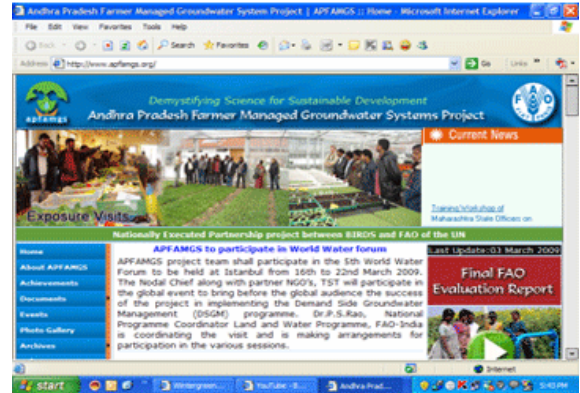 Andhra Pradesh Farmer Managed Groundwater System Project | APFAMGS :: Home - Microsoft Internet Explorer
File Edit View Favorites Tools Help
Search Favorites
Address http://www.apfamgs.org/ Go Links
Demystifying Science for Sustainable Development
apfamgs
Andhra Pradesh Farmer Managed Groundwater Systems Project
FAO
Current News
Exposure Visits
Training Workshop of
Maharashtra State Officers on
Nationally Executed Partnership project between BIRDS and FAO of the UN
Home
About APFAMGS
Achievements
Documents
Events
Photo Gallery
Archives
APFAMGS to participate in World Water forum
APFAMGS project team shall participate in the 5th World Water
Forum to be held at Istanbul from 16th to 22nd March 2009.
The Nodal Chief along with partner NGO's, TST will participate in
the global event to bring before the global audience the success
of the project in implementing the Demand Side Groundwater
Management (DSGM) programme. Dr.P.S.Rao, National
Programme Coordinator Land and Water Programme, FAO-India
is coordinating the visit and is making arrangements for
participation in the various sessions.
Last Update:03 March 2009
Final FAO
Evaluation Report
Internet
start
Wintergreen...
YouTube - B...
Andhra Prad...
5:43 PM